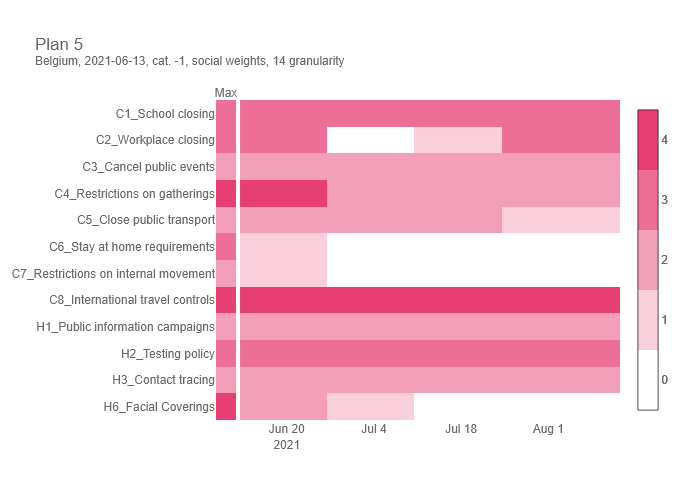 Plan 5
Belgium, 2021-06-13, cat. -1, social weights, 14 granularity
Max
C1_School closing
C2_Workplace closing
C3_Cancel public events
C4_Restrictions on gatherings
C5_Close public transport
C6_Stay at home requirements
C7_Restrictions on internal movement
C8_International travel controls
H1_Public information campaigns
H2_Testing policy
H3_Contact tracing
H6_Facial Coverings
Jun 20 Jul 4 Jul 18 Aug 1
2021
4
3
2
1
0